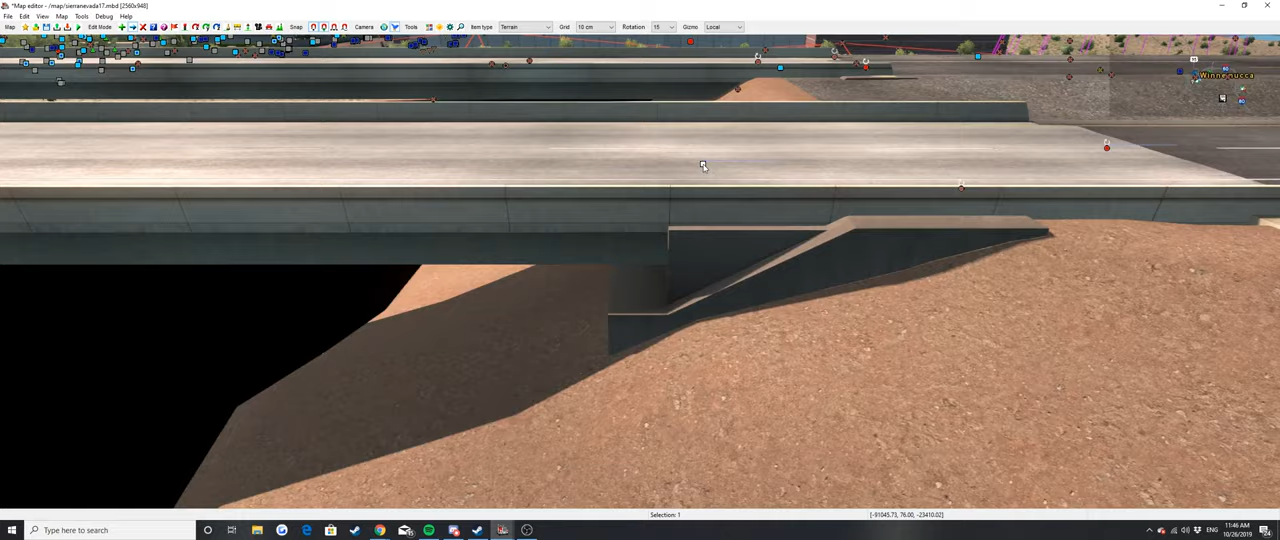 *Map editor - /map/sierranevada17.mbd [2560x948]
File Edit View Map Tools Debug Help
Map Edit Mode Snap Camera Tools Item type Terrain Grid 10 cm Rotation 15 Gizmo Local
Winnemucca
Selection: 1 [-91045.73, 76.00, -23410.02]
Type here to search ENG 11:46 AM
10/26/2019